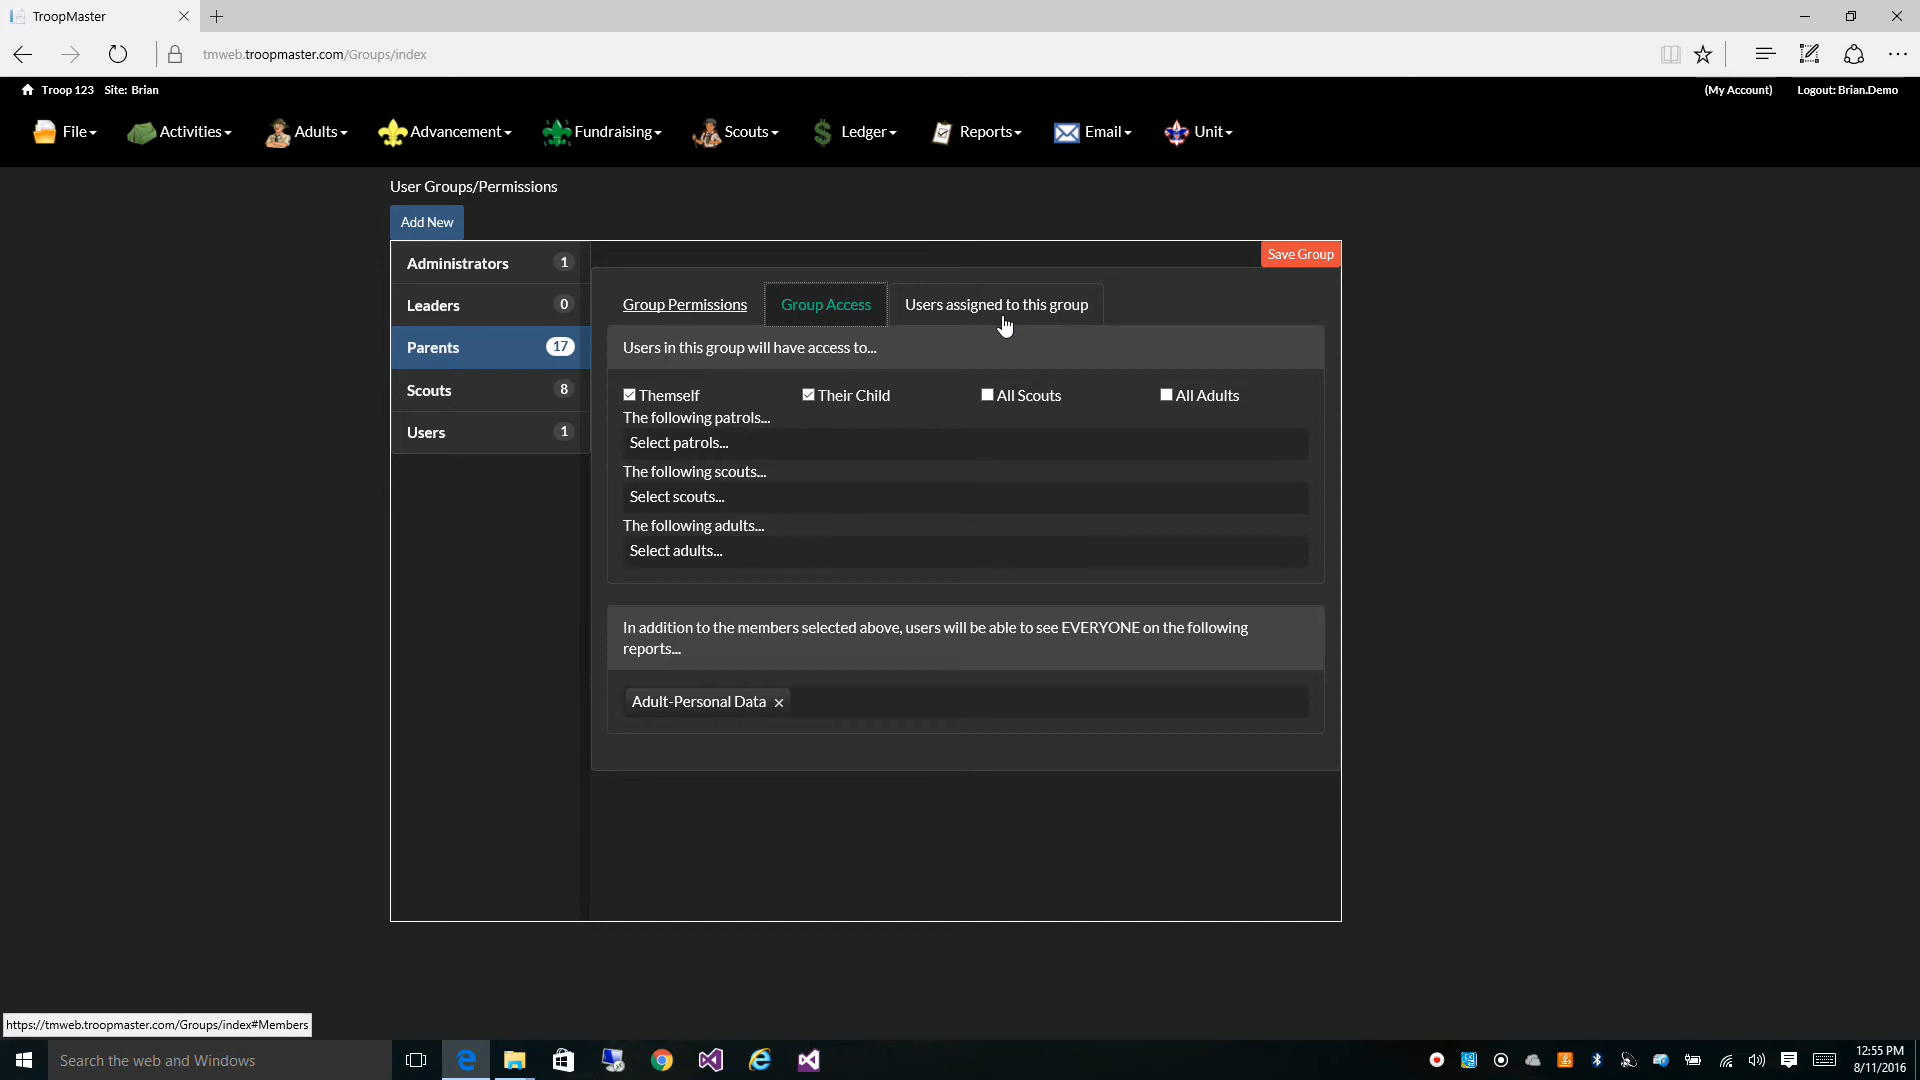 TroopMaster
tmweb.troopmaster.com/Groups/index
Troop 123 Site: Brian
(My Account) Logout: Brian.Demo
File Activities Adults Advancement Fundraising Scouts Ledger Reports Email Unit
User Groups/Permissions
Add New
Save Group
Administrators 1
Leaders 0
Parents 17
Scouts 8
Users 1
Group Permissions Group Access Users assigned to this group
Users in this group will have access to...
Themself Their Child All Scouts All Adults
The following patrols...
Select patrols...
The following scouts...
Select scouts...
The following adults...
Select adults...
In addition to the members selected above, users will be able to see EVERYONE on the following
reports...
Adult-Personal Data ×
https://tmweb.troopmaster.com/Groups/index#Members
Search the web and Windows
12:55 PM
8/11/2016